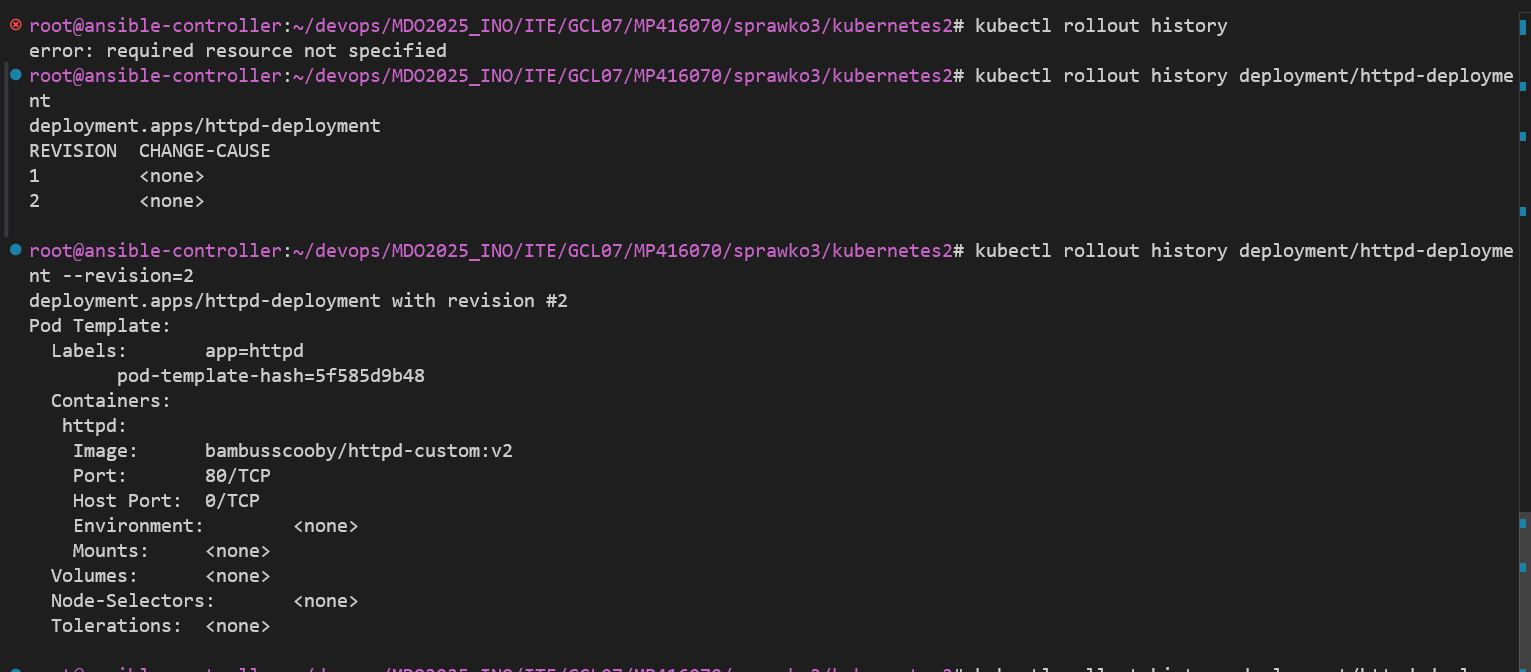 root@ansible-controller:~/devops/MDO2025_INO/ITE/GCL07/MP416070/sprawko3/kubernetes2# kubectl rollout history
error: required resource not specified
root@ansible-controller:~/devops/MDO2025_INO/ITE/GCL07/MP416070/sprawko3/kubernetes2# kubectl rollout history deployment/httpd-deployme
nt
deployment.apps/httpd-deployment
REVISION  CHANGE-CAUSE
1         <none>
2         <none>
root@ansible-controller:~/devops/MDO2025_INO/ITE/GCL07/MP416070/sprawko3/kubernetes2# kubectl rollout history deployment/httpd-deployme
nt --revision=2
deployment.apps/httpd-deployment with revision #2
Pod Template:
  Labels:       app=httpd
        pod-template-hash=5f585d9b48
  Containers:
   httpd:
    Image:      bambusscooby/httpd-custom:v2
    Port:       80/TCP
    Host Port:  0/TCP
    Environment:        <none>
    Mounts:     <none>
  Volumes:      <none>
  Node-Selectors:       <none>
  Tolerations:  <none>